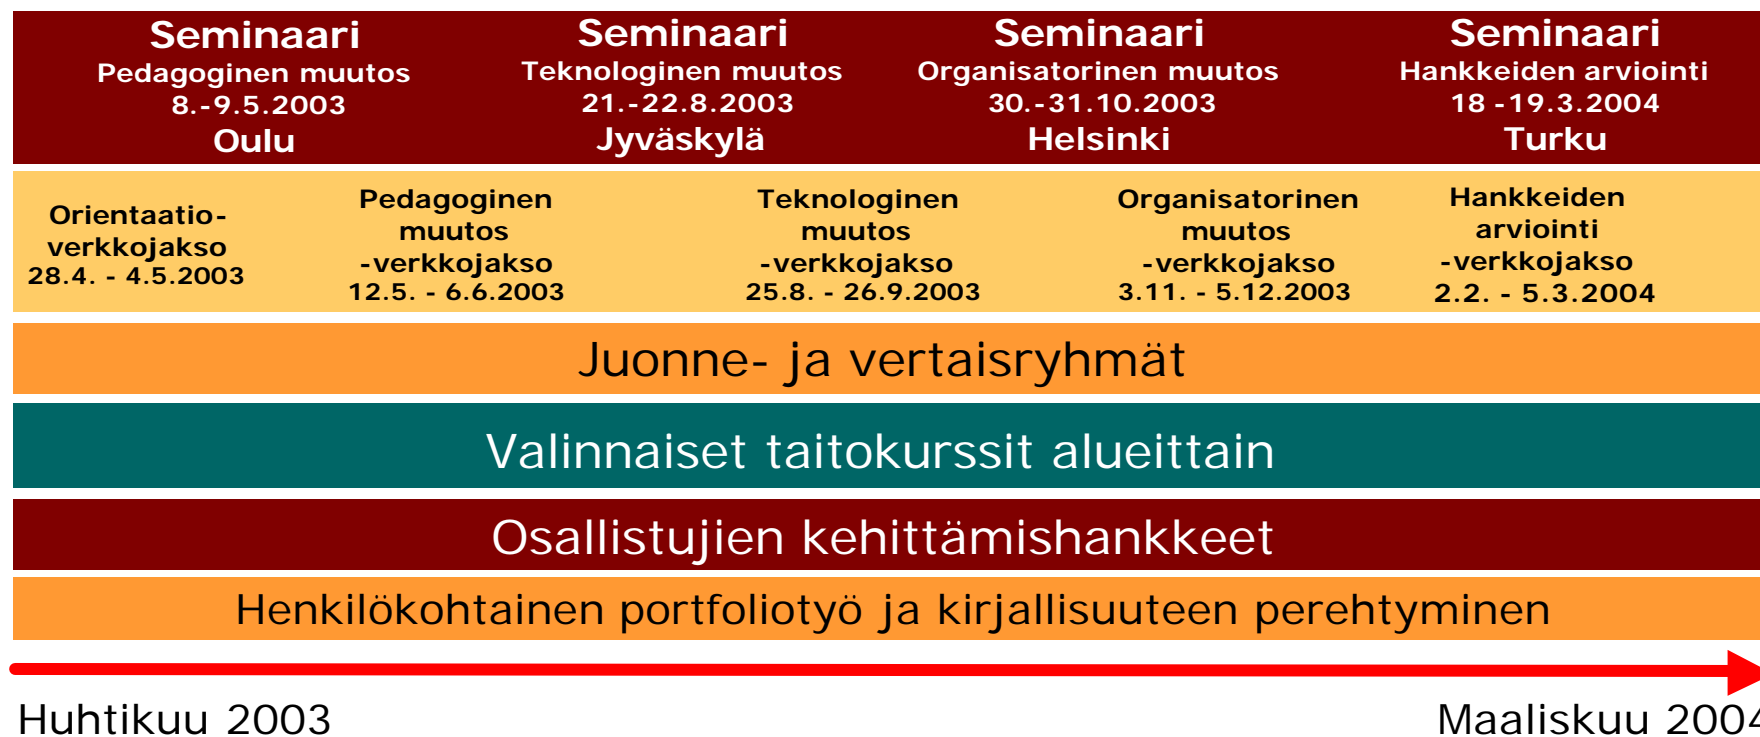 Seminaari
Pedagoginen muutos
8.-9.5.2003
Oulu
Seminaari
Teknologinen muutos
21.-22.8.2003
Jyväskylä
Seminaari
Organisatorinen muutos
30.-31.10.2003
Helsinki
Seminaari
Hankkeiden arviointi
18 -19.3.2004
Turku
Orientaatio-
verkkojakso
28.4. - 4.5.2003
Pedagoginen
muutos
-verkkojakso
12.5. - 6.6.2003
Teknologinen
muutos
-verkkojakso
25.8. - 26.9.2003
Organisatorinen
muutos
-verkkojakso
3.11. - 5.12.2003
Hankkeiden
arviointi
-verkkojakso
2.2. - 5.3.2004
Juonne- ja vertaisryhmät
Valinnaiset taitokurssit alueittain
Osallistujien kehittämishankkeet
Henkilökohtainen portfoliotyö ja kirjallisuuteen perehtyminen
Huhtikuu 2003
Maaliskuu 2004